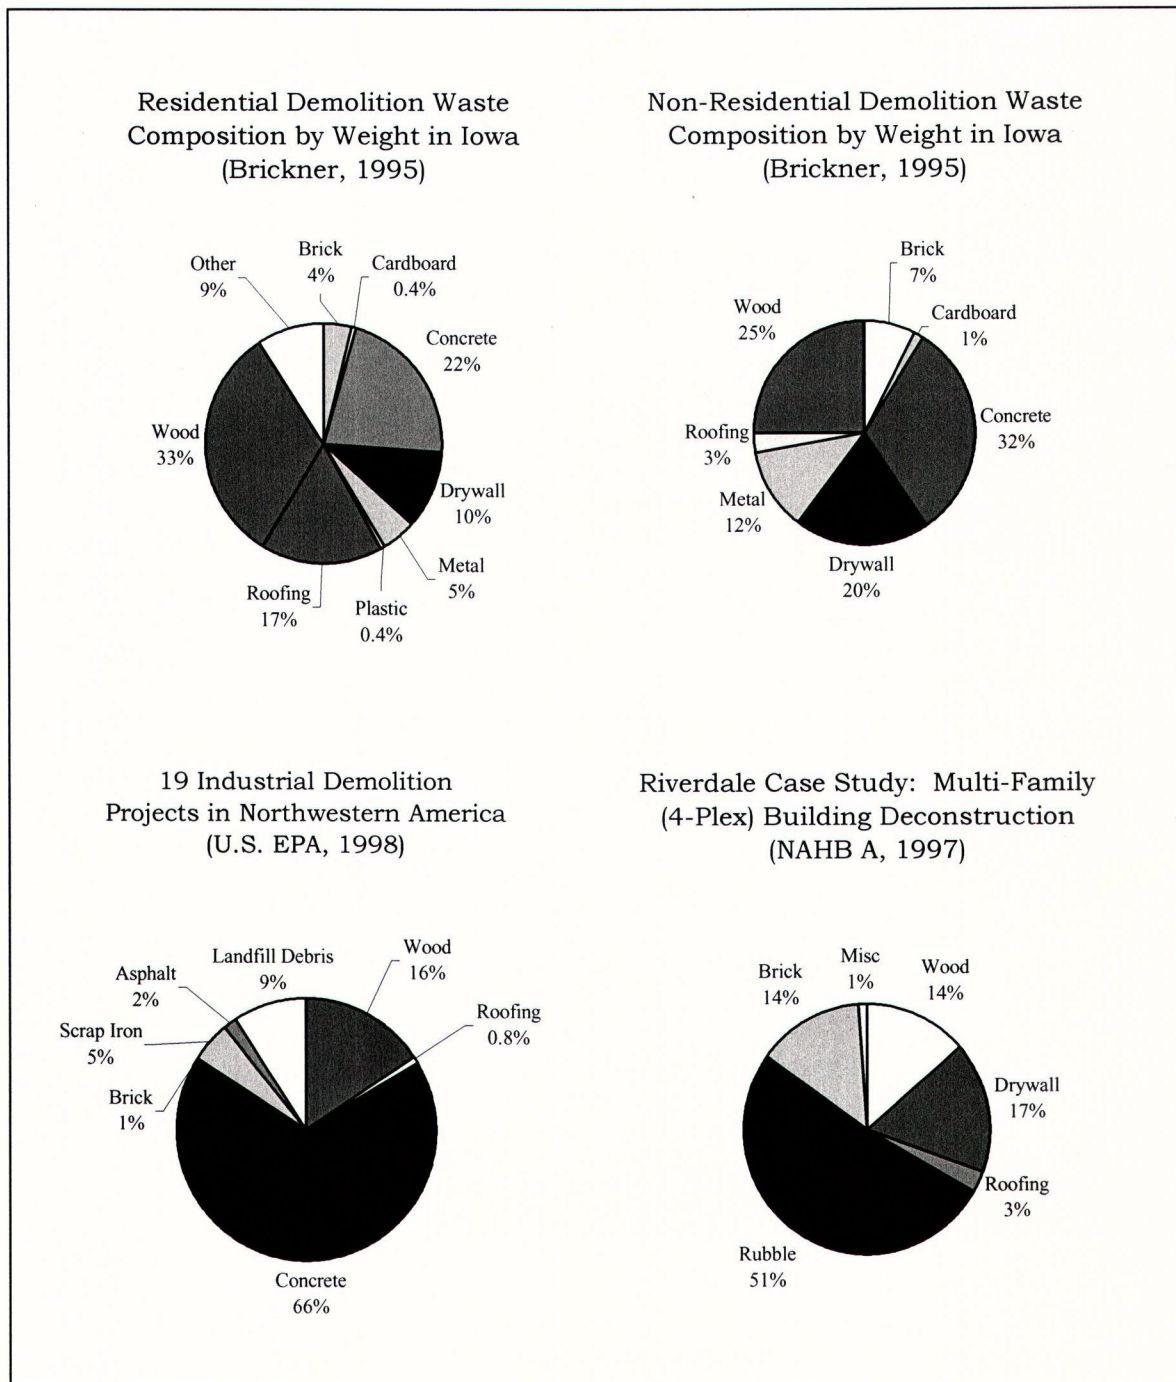 Residential Demolition Waste
Composition by Weight in Iowa
(Brickner, 1995)
Other
9%
Brick
4%
Cardboard
0.4%
Concrete
22%
Drywall
10%
Metal
5%
Plastic
0.4%
Roofing
17%
Wood
33%
Non-Residential Demolition Waste
Composition by Weight in Iowa
(Brickner, 1995)
Brick
7%
Cardboard
1%
Concrete
32%
Drywall
20%
Metal
12%
Roofing
3%
Wood
25%
19 Industrial Demolition
Projects in Northwestern America
(U.S. EPA, 1998)
Landfill Debris
9%
Wood
16%
Roofing
0.8%
Concrete
66%
Brick
1%
Scrap Iron
5%
Asphalt
2%
Riverdale Case Study: Multi-Family
(4-Plex) Building Deconstruction
(NAHB A, 1997)
Misc
1%
Wood
14%
Drywall
17%
Roofing
3%
Rubble
51%
Brick
14%